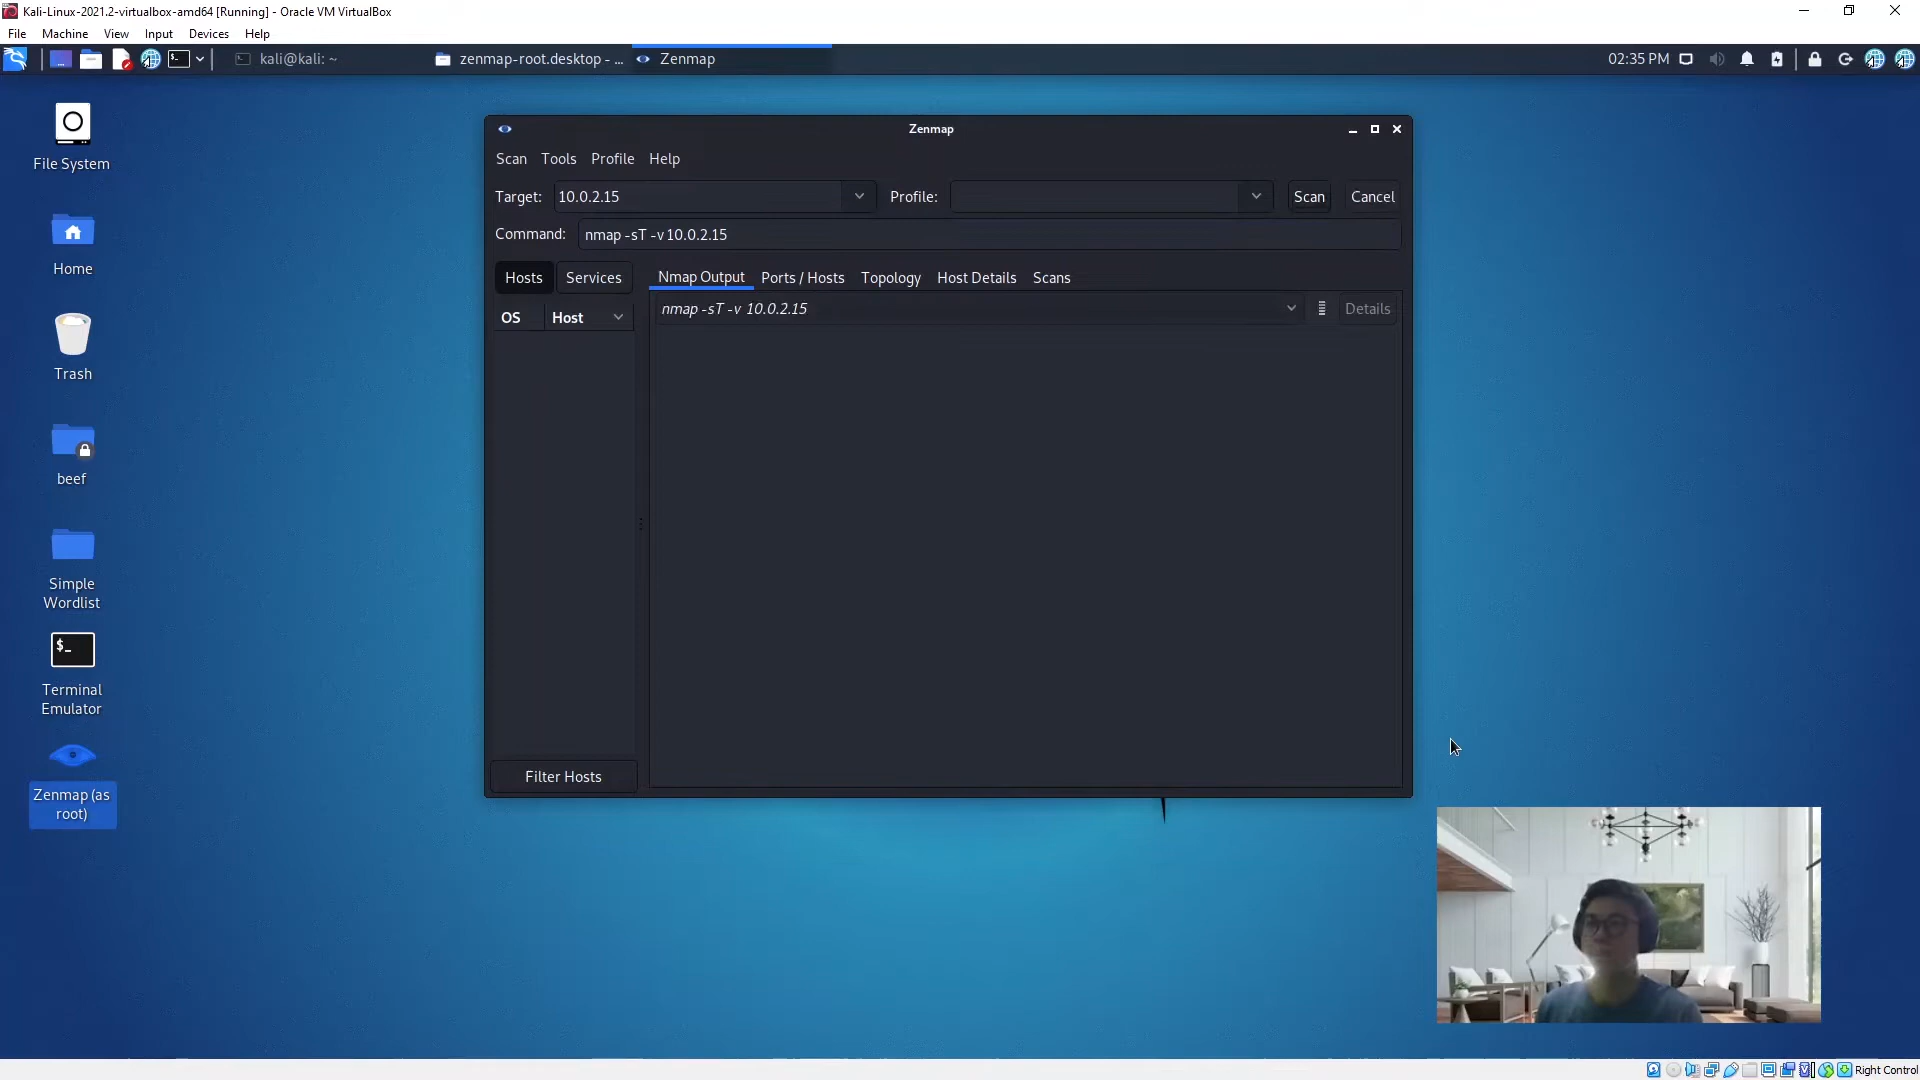 Kali-Linux-2021.2-virtualbox-amd64 [Running] - Oracle VM VirtualBox
File Machine View Input Devices Help
kali@kali: ~ zenmap-root.desktop - ... Zenmap 02:35 PM
File System
Home
Trash
beef
Simple
Wordlist
$_
Terminal
Emulator
Zenmap (as
root)
Zenmap
Scan Tools Profile Help
Target: 10.0.2.15 Profile: Scan Cancel
Command: nmap -sT -v 10.0.2.15
Hosts Services Nmap Output Ports / Hosts Topology Host Details Scans
OS Host nmap -sT -v 10.0.2.15 Details
Filter Hosts
Right Control